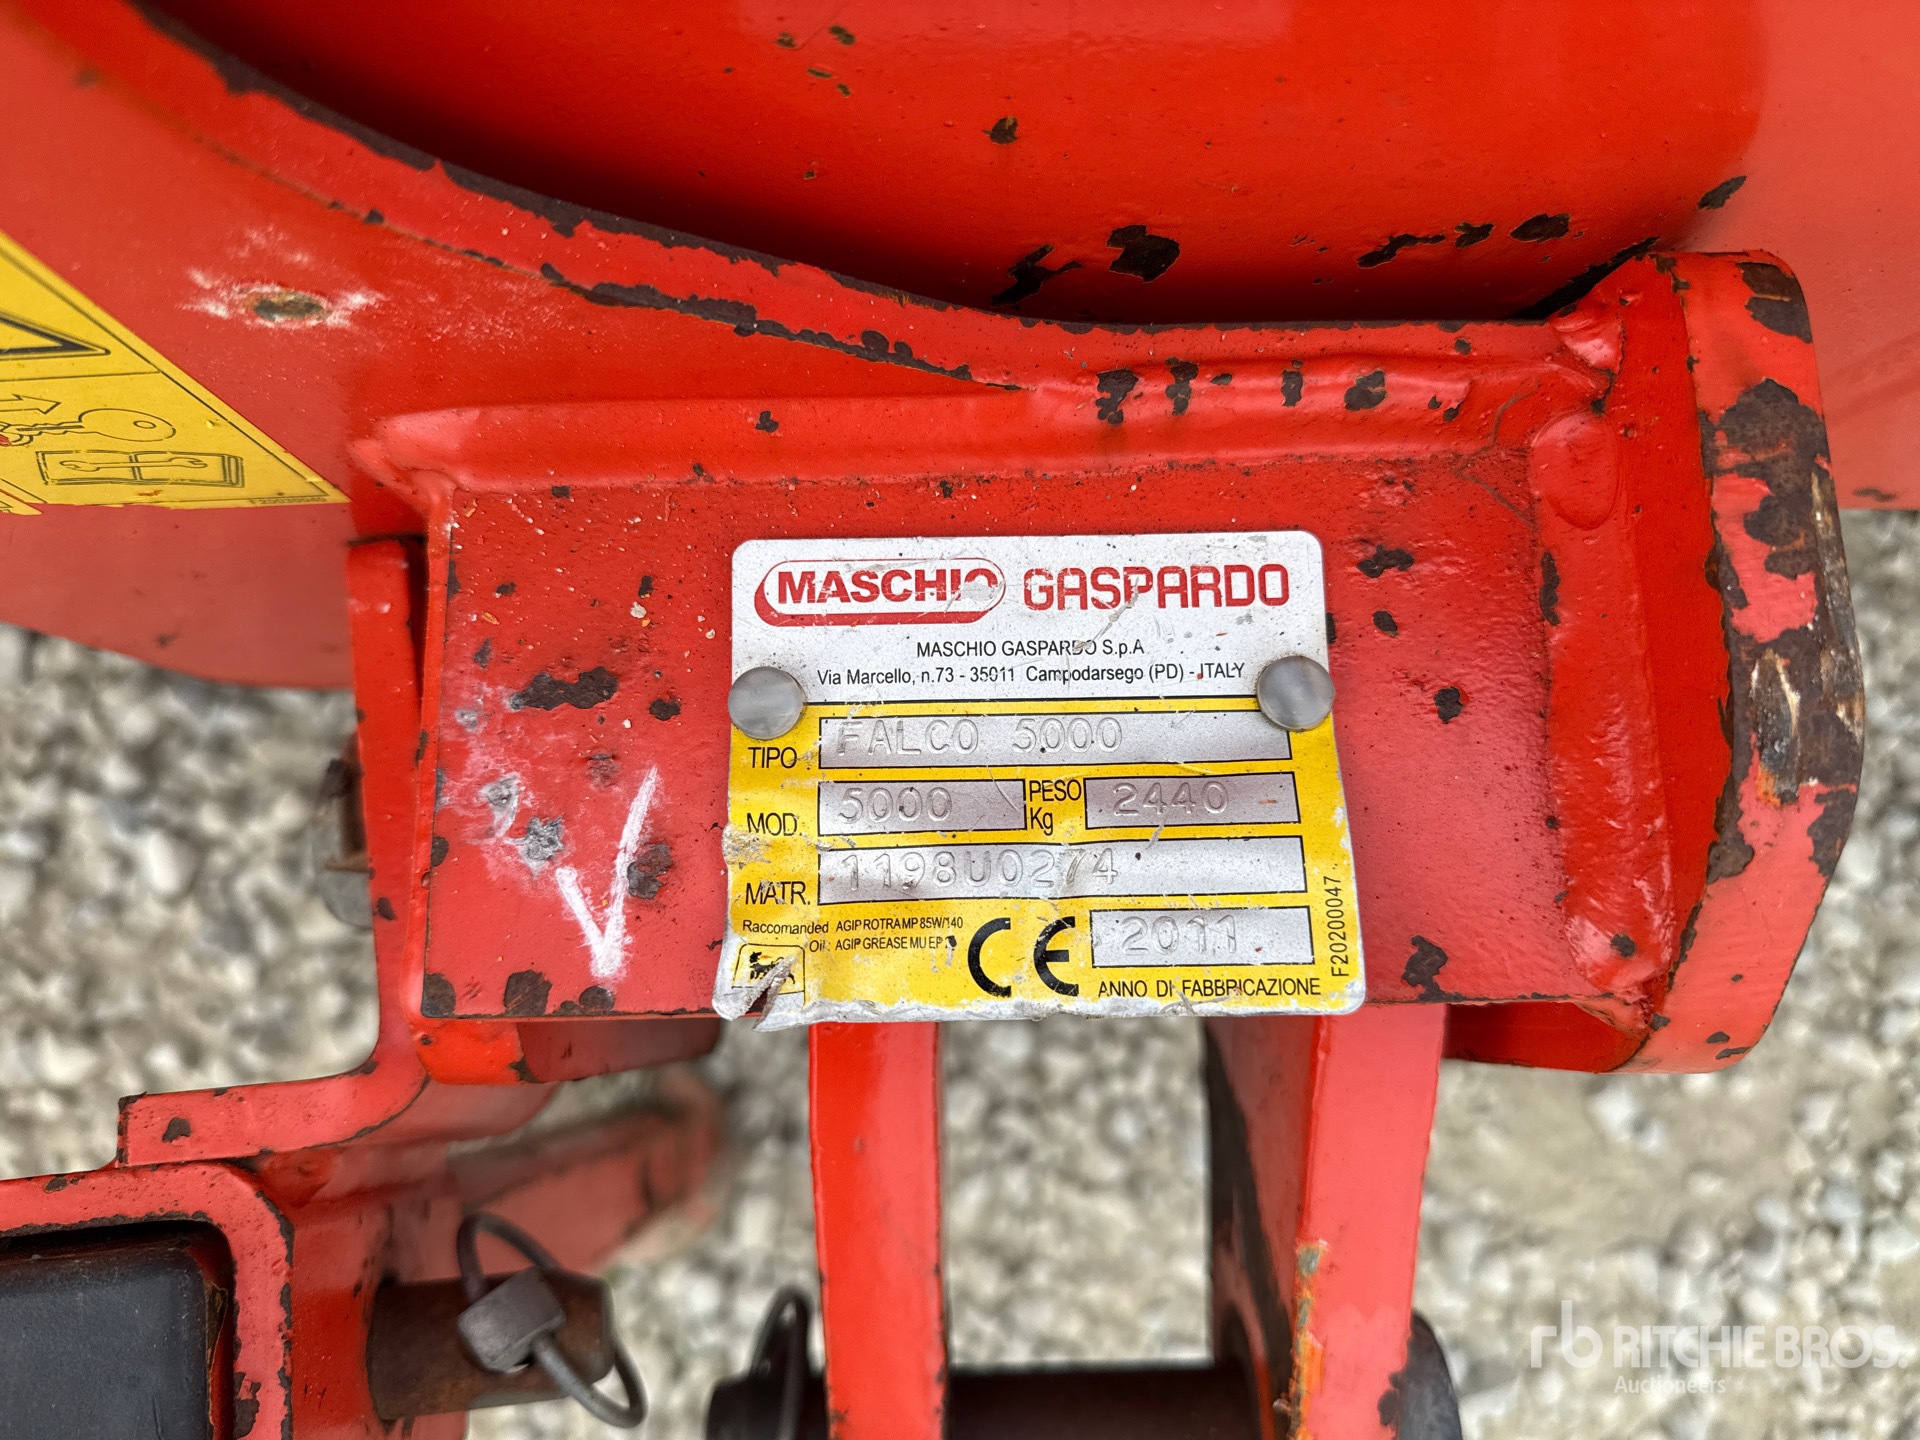 MASCHIO GASPARDO
MASCHIO GASPARDO S.p.A
Via Marcello, n.73 - 35011 Campodarsego (PD) - ITALY
TIPO FALCO 5000
MOD. 5000 PESO Kg 2440
MATR. 1198U0274
Raccomanded AGIP ROTRA MP 85W/140
Oil: AGIP GREASE MU EP
CE 2011
ANNO DI FABBRICAZIONE
F20200047
V
rb RITCHIE BROS.
Auctioneers